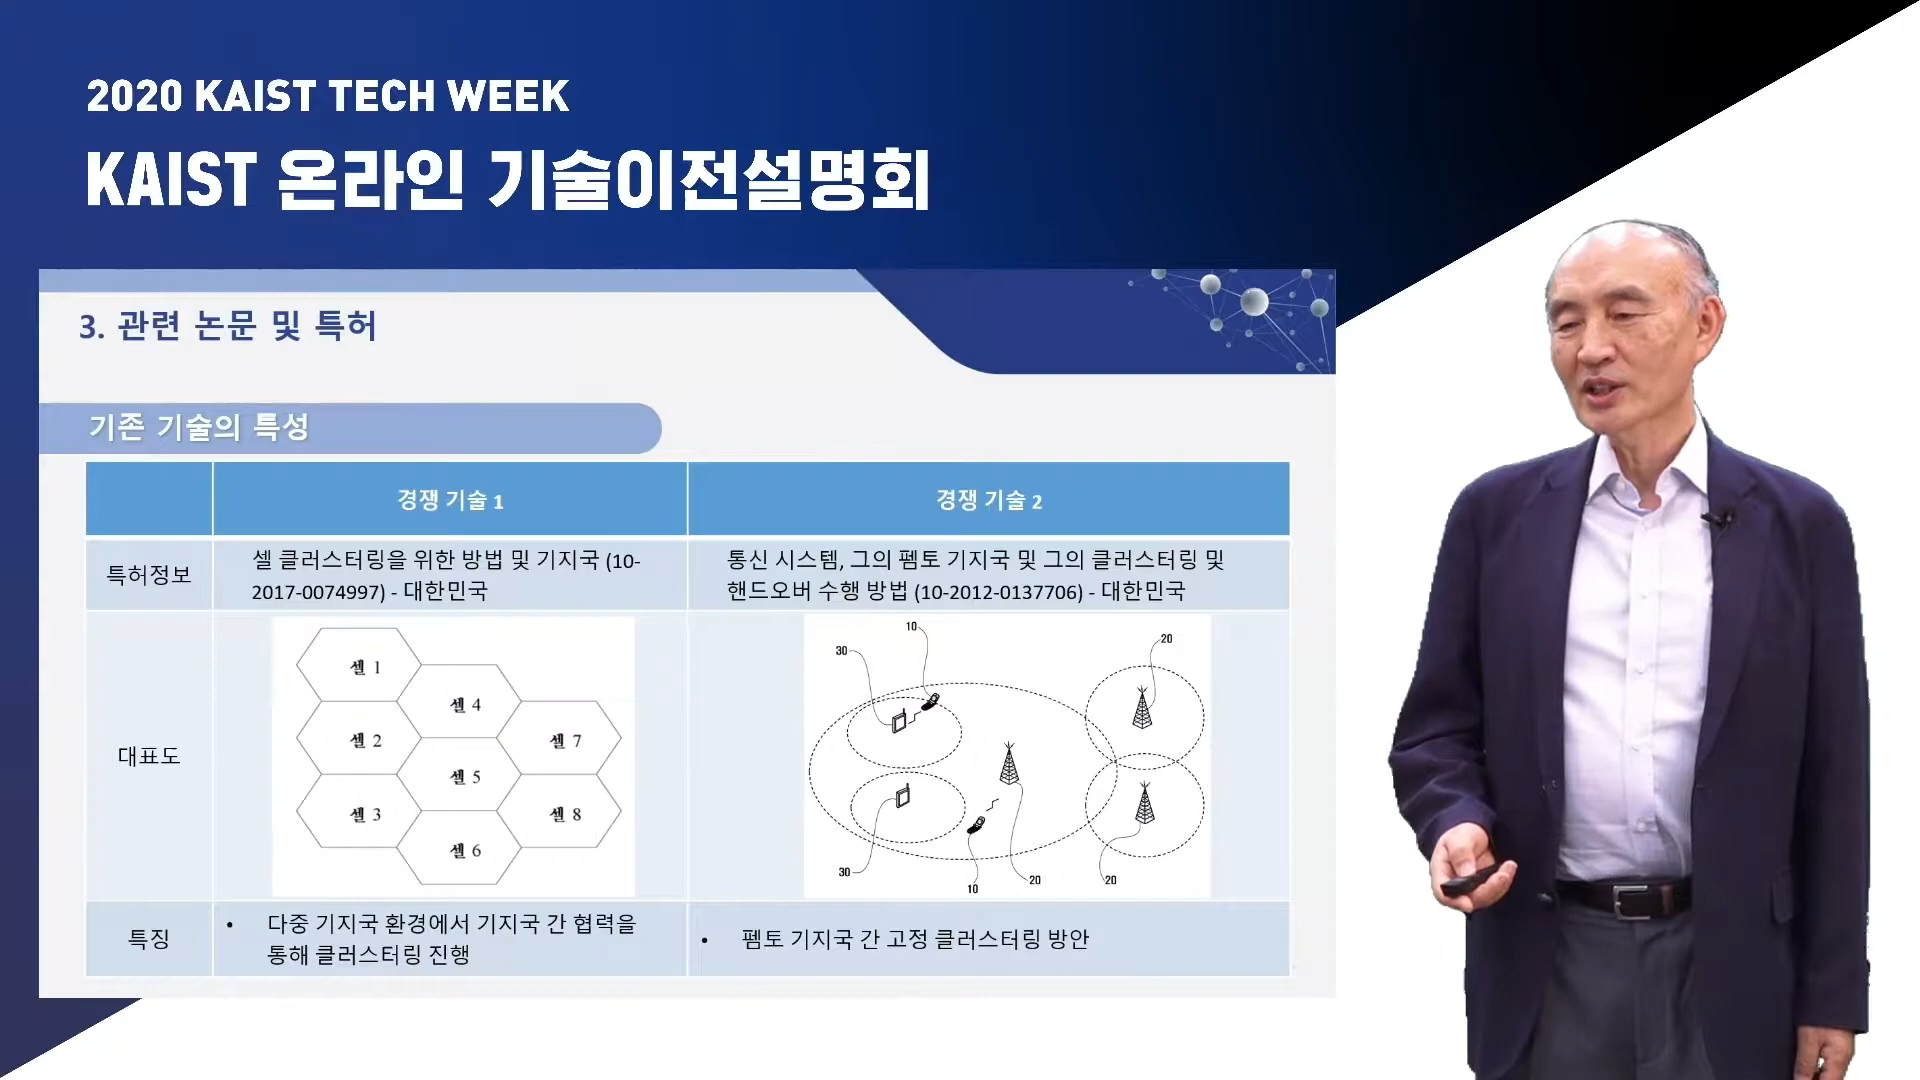 2020 KAIST TECH WEEK
KAIST 온라인 기술이전설명회
3. 관련 논문 및 특허
기존 기술의 특성
경쟁 기술 1
경쟁 기술 2
특허정보
셀 클러스터링을 위한 방법 및 기지국 (10-
2017-0074997) - 대한민국
통신 시스템, 그의 펨토 기지국 및 그의 클러스터링 및
핸드오버 수행 방법 (10-2012-0137706) - 대한민국
대표도
셀 1
셀 4
셀 2
셀 7
셀 5
셀 3
셀 8
셀 6
10
20
30
30
10
20
20
특징
• 다중 기지국 환경에서 기지국 간 협력을
통해 클러스터링 진행
• 펨토 기지국 간 고정 클러스터링 방안